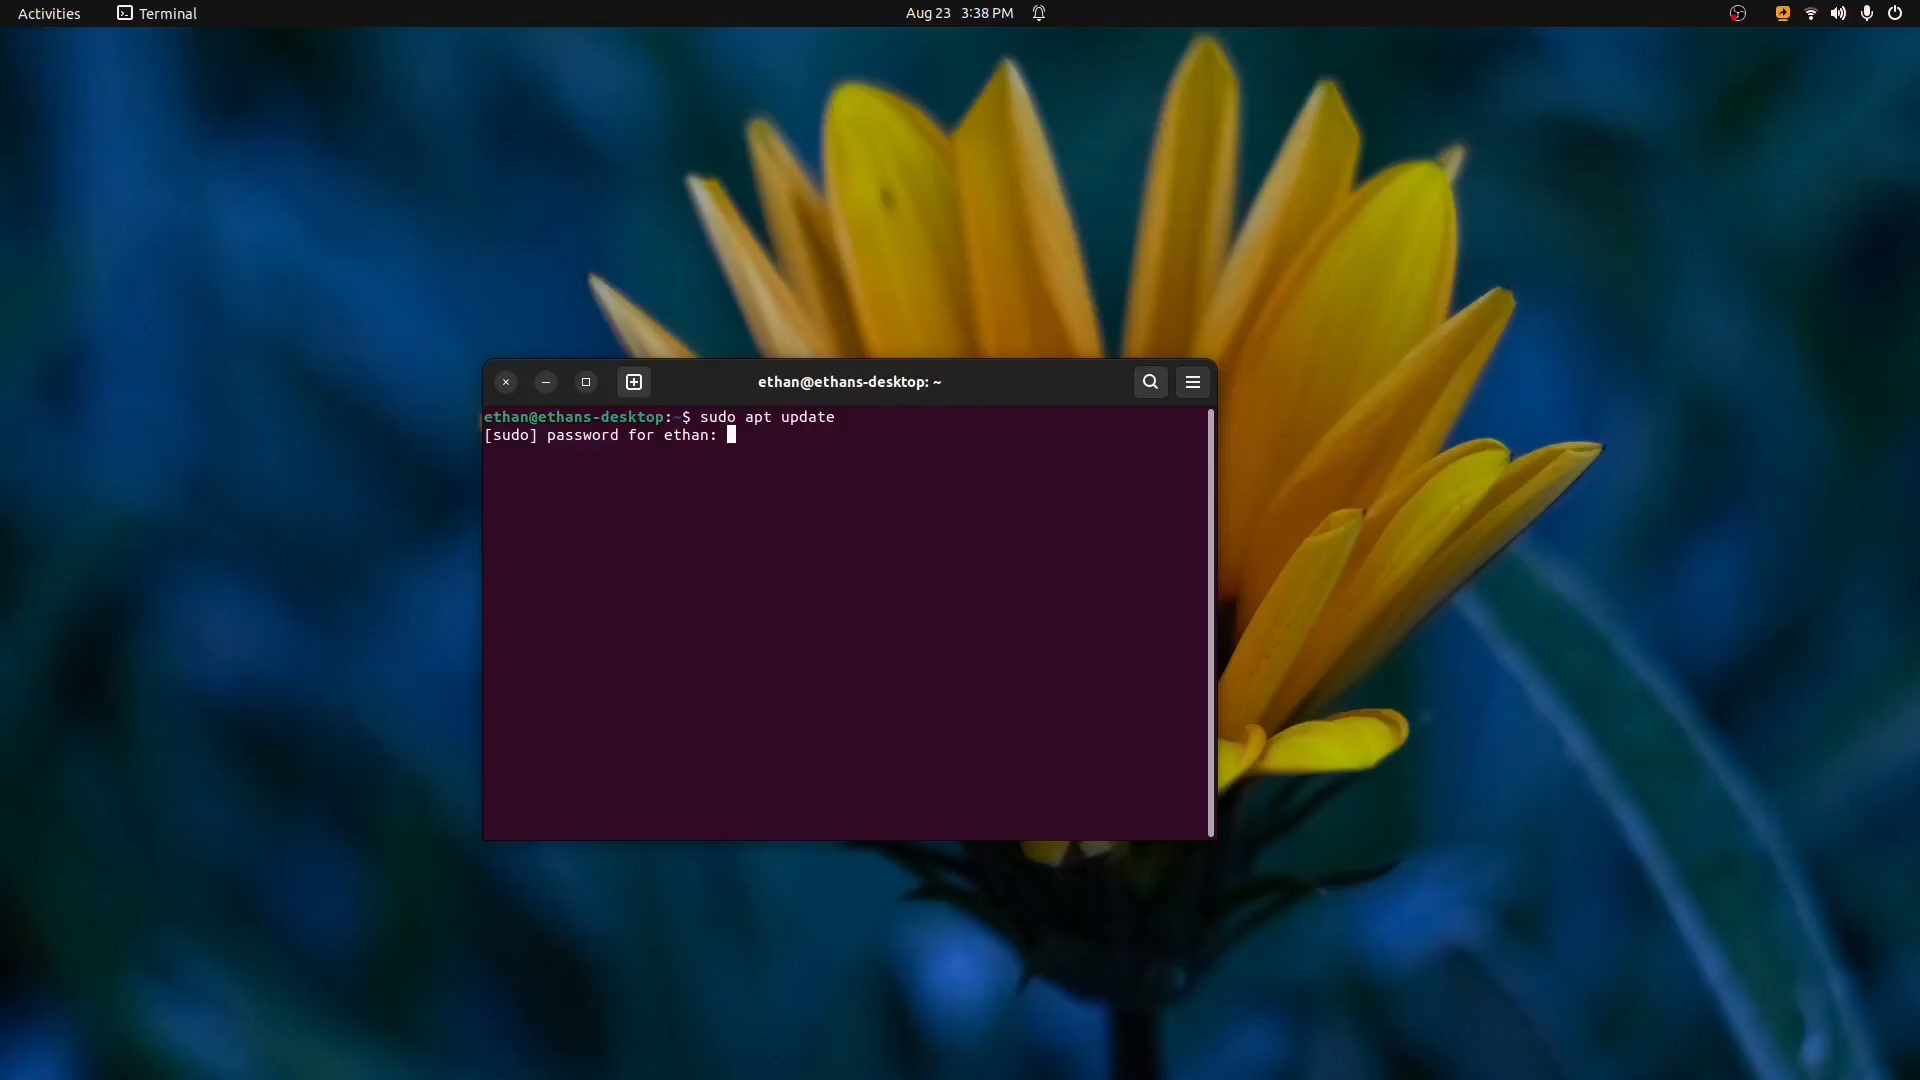 Activities
Terminal
Aug 23 3:38 PM
ethan@ethans-desktop: ~
ethan@ethans-desktop:~$ sudo apt update
[sudo] password for ethan: